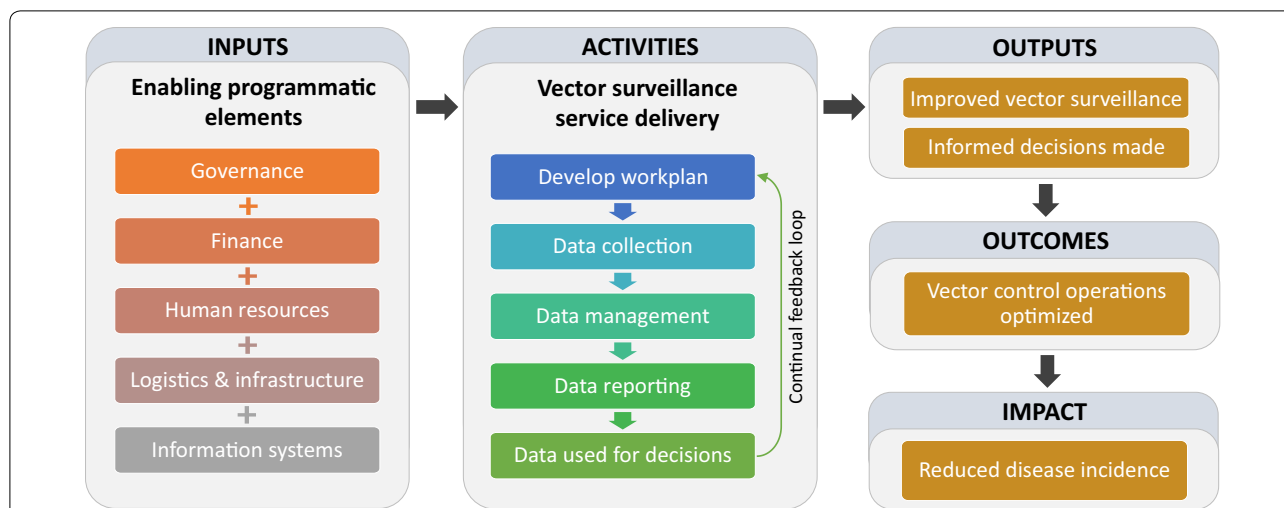 INPUTS
Enabling programmatic
elements
Governance
+
Finance
+
Human resources
+
Logistics & infrastructure
+
Information systems
ACTIVITIES
Vector surveillance
service delivery
Develop workplan
Data collection
Data management
Data reporting
Data used for decisions
Continual feedback loop
OUTPUTS
Improved vector surveillance
Informed decisions made
OUTCOMES
Vector control operations
optimized
IMPACT
Reduced disease incidence